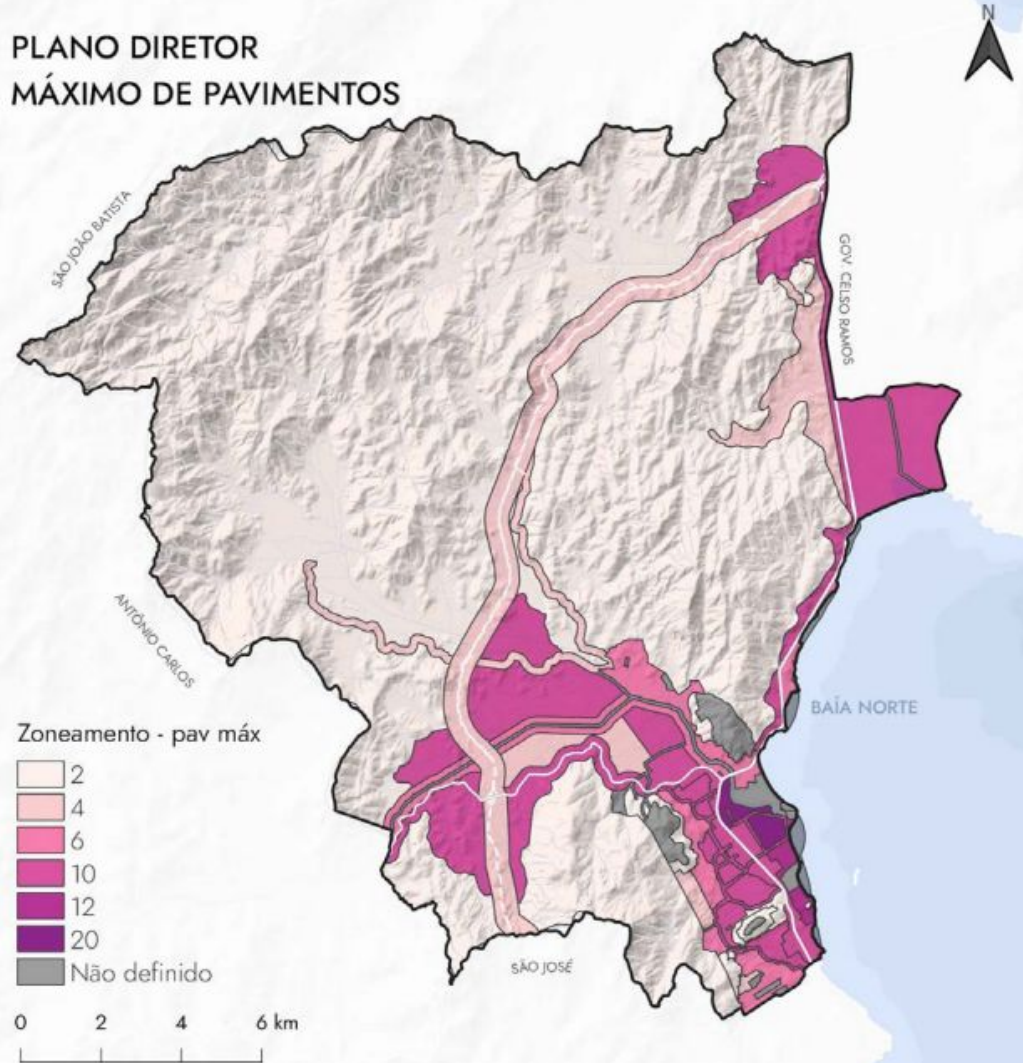 PLANO DIRETOR
MÁXIMO DE PAVIMENTOS
N
SÃO JOÃO BATISTA
GOV. CELSO RAMOS
ANTÔNIO CARLOS
BAÍA NORTE
SÃO JOSÉ
Zoneamento - pav máx
2
4
6
10
12
20
Não definido
0 2 4 6 km